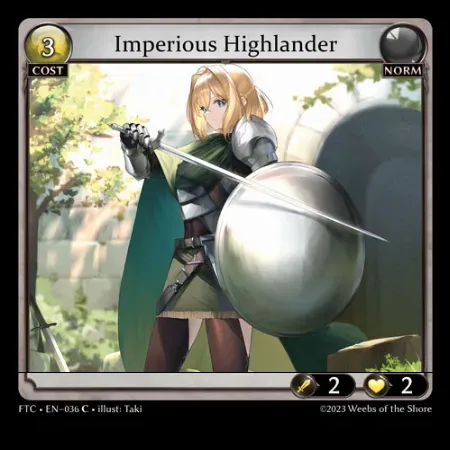 3
Imperious Highlander
COST
NORM
2
2
FTC • EN–036 C • illust: Taki
©2023 Weebs of the Shore